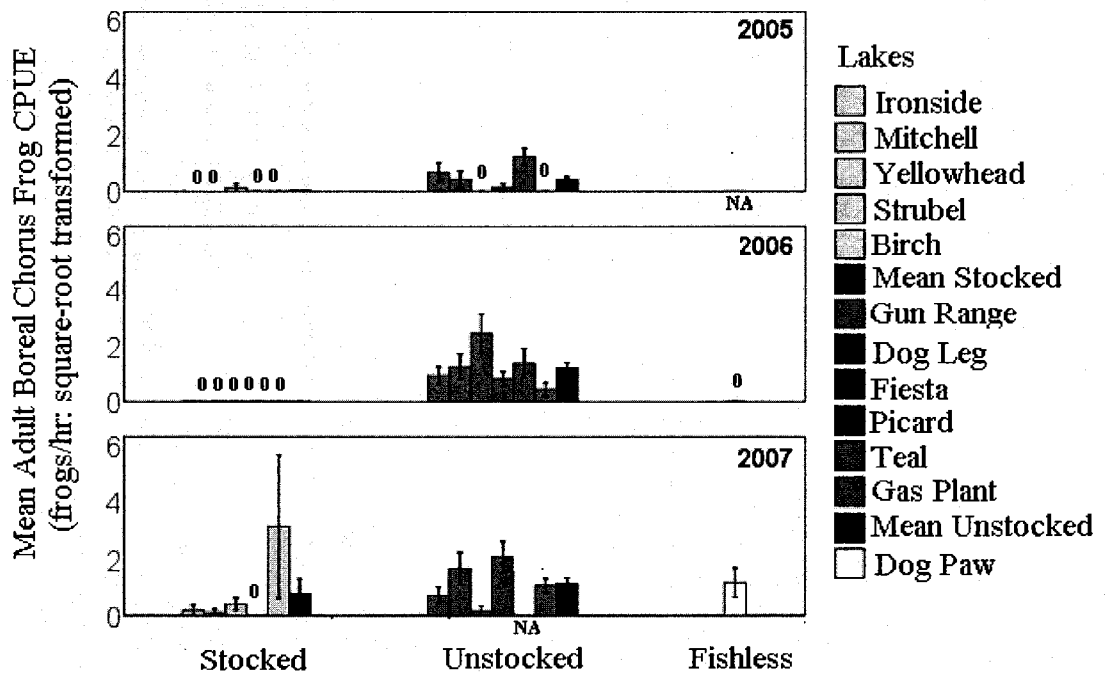 Mean Adult Boreal Chorus Frog CPUE
(frogs/hr: square-root transformed)
6
4
2
0
2005
0 0 0 0
0
0
NA
6
4
2
0
2006
0 0 0 0 0 0
0
6
4
2
0
2007
0
NA
Stocked
Unstocked
Fishless
Lakes
Ironside
Mitchell
Yellowhead
Strubel
Birch
Mean Stocked
Gun Range
Dog Leg
Fiesta
Picard
Teal
Gas Plant
Mean Unstocked
Dog Paw